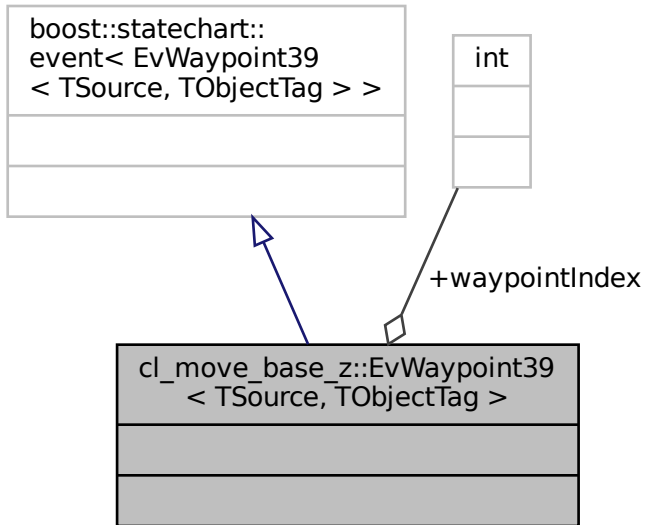 boost::statechart::
event< EvWaypoint39
< TSource, TObjectTag > >
int
+waypointIndex
cl_move_base_z::EvWaypoint39
< TSource, TObjectTag >